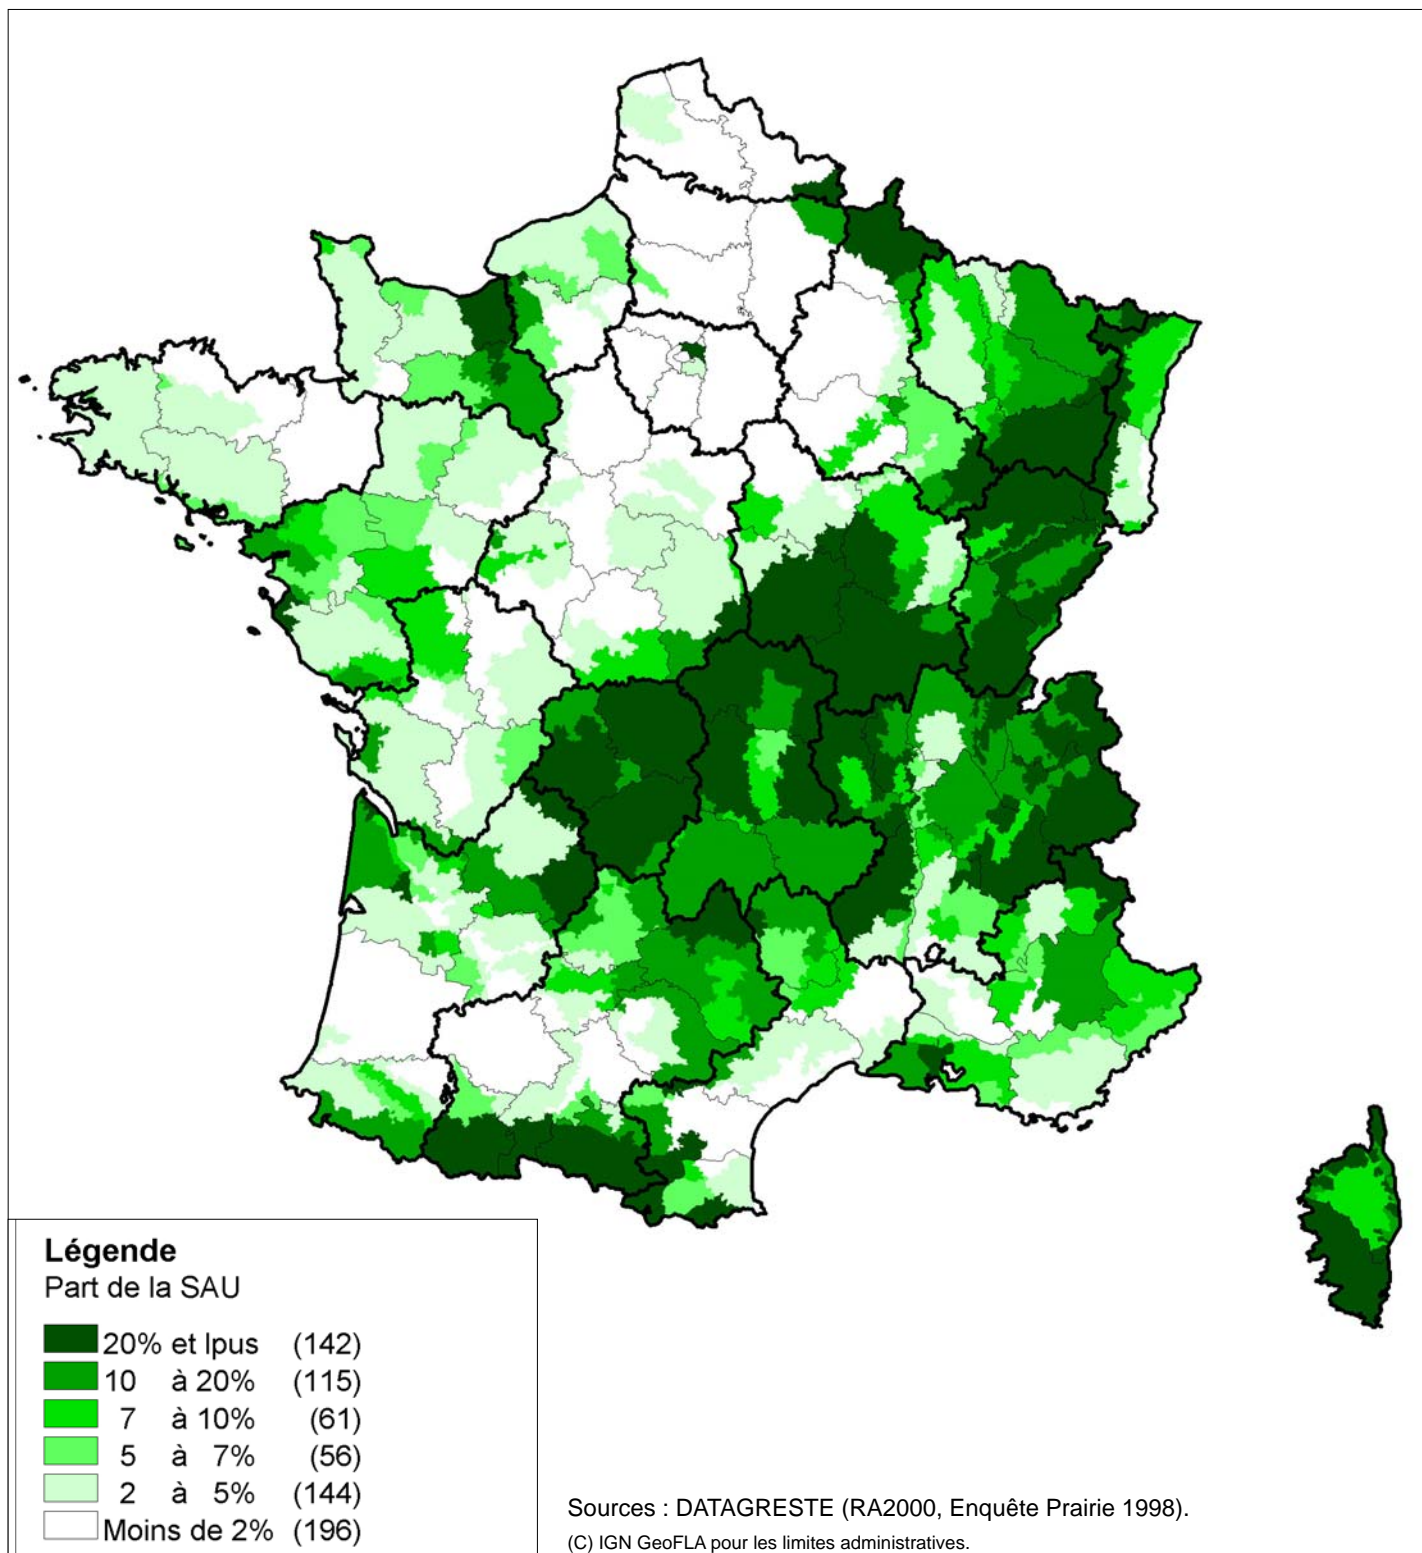 Légende
Part de la SAU
20% et lpus (142)
10 à 20% (115)
7 à 10% (61)
5 à 7% (56)
2 à 5% (144)
Moins de 2% (196)
Sources : DATAGRESTE (RA2000, Enquête Prairie 1998).
(C) IGN GeoFLA pour les limites administratives.